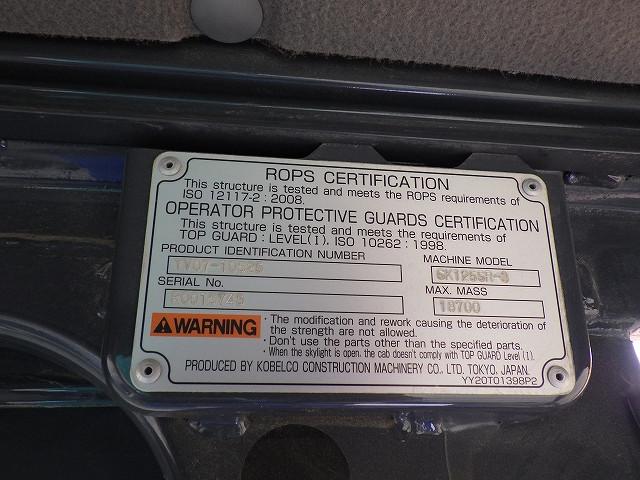 ROPS CERTIFICATION
This structure is tested and meets the ROPS requirements of
ISO 12117-2 : 2008.
OPERATOR PROTECTIVE GUARDS CERTIFICATION
This structure is tested and meets the requirements of
TOP GUARD : LEVEL(I), ISO 10262 : 1998.
PRODUCT IDENTIFICATION NUMBER
MACHINE MODEL
SK125SR-3
SERIAL No.
MAX. MASS
18700
WARNING
· The modification and rework causing the deterioration of
the strength are not allowed.
· Don't use the parts other than the specified parts.
· When the skylight is open, the cab doesn't comply with TOP GUARD Level (I).
PRODUCED BY KOBELCO CONSTRUCTION MACHINERY CO., LTD. TOKYO, JAPAN.
YY20T01398P2